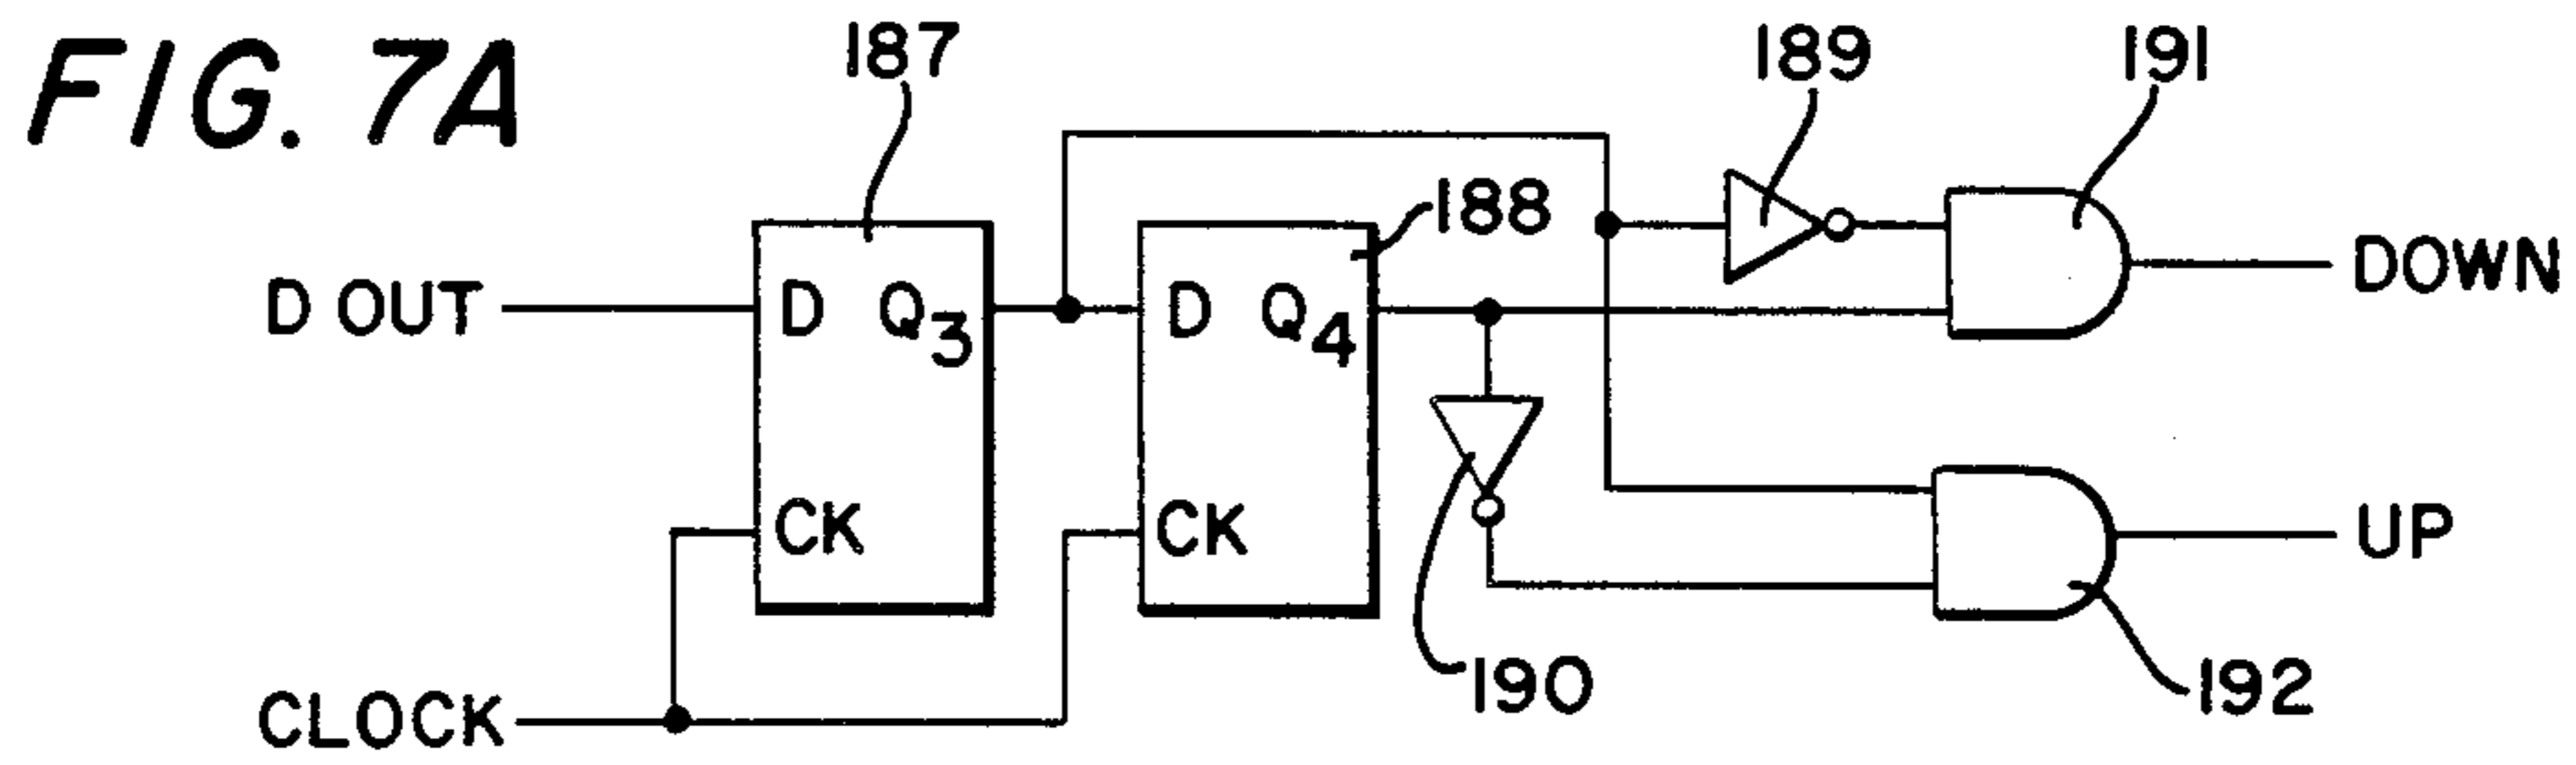 FIG. 7A
187
189
191
188
D OUT
D Q3
D Q4
DOWN
CK
CK
UP
190
192
CLOCK